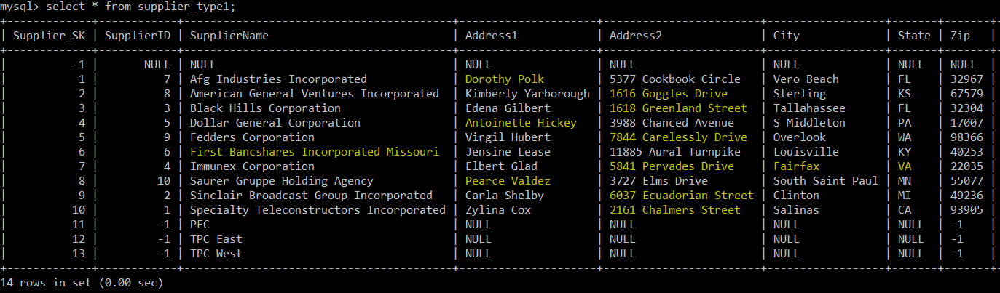 mysql> select * from supplier_type1;
+-------------+------------+---------------------------------------+--------------------+----------------------+------------------+-------+-------+
| Supplier_SK | SupplierID | SupplierName                          | Address1           | Address2             | City             | State | Zip   |
+-------------+------------+---------------------------------------+--------------------+----------------------+------------------+-------+-------+
|          -1 |       NULL | NULL                                  | NULL               | NULL                 | NULL             | NULL  | NULL  |
|           1 |          7 | Afg Industries Incorporated           | Dorothy Polk       | 5377 Cookbook Circle | Vero Beach       | FL    | 32967 |
|           2 |          8 | American General Ventures Incorporated | Kimberly Yarborough | 1616 Goggles Drive   | Sterling         | KS    | 67579 |
|           3 |          3 | Black Hills Corporation               | Edena Gilbert      | 1618 Greenland Street | Tallahassee      | FL    | 32304 |
|           4 |          5 | Dollar General Corporation            | Antoinette Hickey  | 3988 Chanced Avenue  | S Middleton      | PA    | 17007 |
|           5 |          9 | Fedders Corporation                   | Virgil Hubert      | 7844 Carelessly Drive | Overlook         | WA    | 98366 |
|           6 |          6 | First Bancshares Incorporated Missouri | Jensine Lease      | 11885 Aural Turnpike | Louisville       | KY    | 40253 |
|           7 |          4 | Immunex Corporation                   | Elbert Glad        | 5841 Pervades Drive  | Fairfax          | VA    | 22035 |
|           8 |         10 | Saurer Gruppe Holding Agency          | Pearce Valdez      | 3727 Elms Drive      | South Saint Paul | MN    | 55077 |
|           9 |          2 | Sinclair Broadcast Group Incorporated | Carla Shelby       | 6037 Ecuadorian Street | Clinton          | MI    | 49236 |
|          10 |          1 | Specialty Teleconstructors Incorporated | Zylina Cox         | 2161 Chalmers Street | Salinas          | CA    | 93905 |
|          11 |         -1 | PEC                                   | NULL               | NULL                 | NULL             | NULL  | -1    |
|          12 |         -1 | TPC East                              | NULL               | NULL                 | NULL             | NULL  | -1    |
|          13 |         -1 | TPC West                              | NULL               | NULL                 | NULL             | NULL  | -1    |
+-------------+------------+---------------------------------------+--------------------+----------------------+------------------+-------+-------+
14 rows in set (0.00 sec)